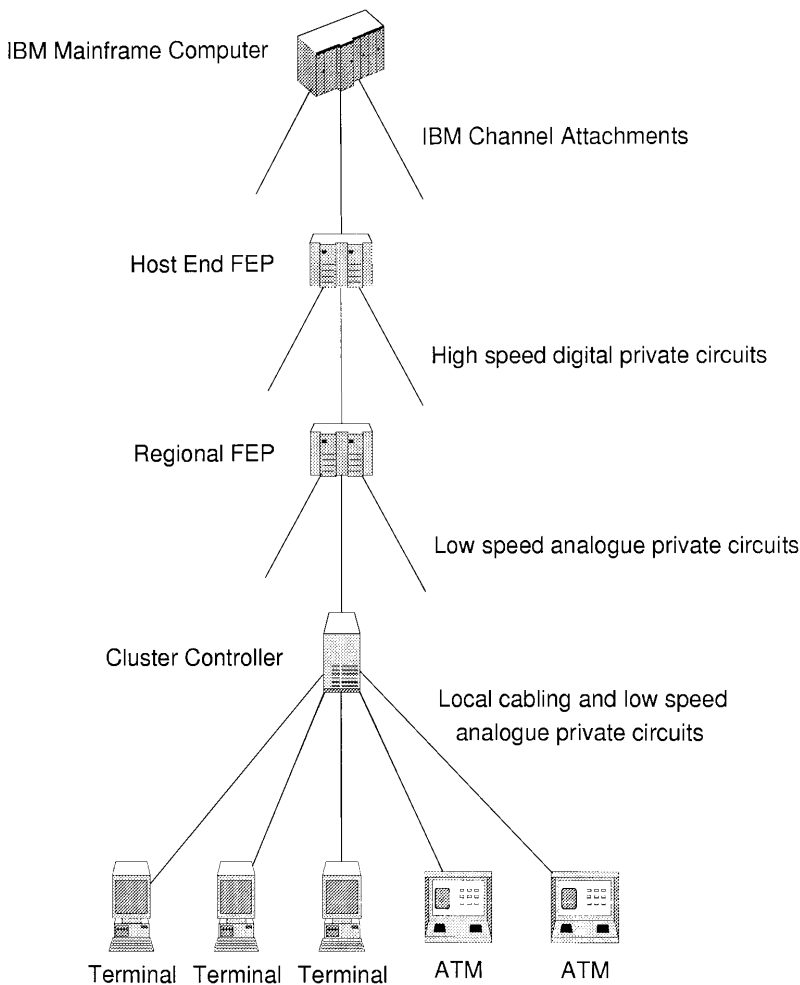 IBM Mainframe Computer
IBM Channel Attachments
Host End FEP
High speed digital private circuits
Regional FEP
Low speed analogue private circuits
Cluster Controller
Local cabling and low speed
analogue private circuits
Terminal Terminal Terminal ATM ATM